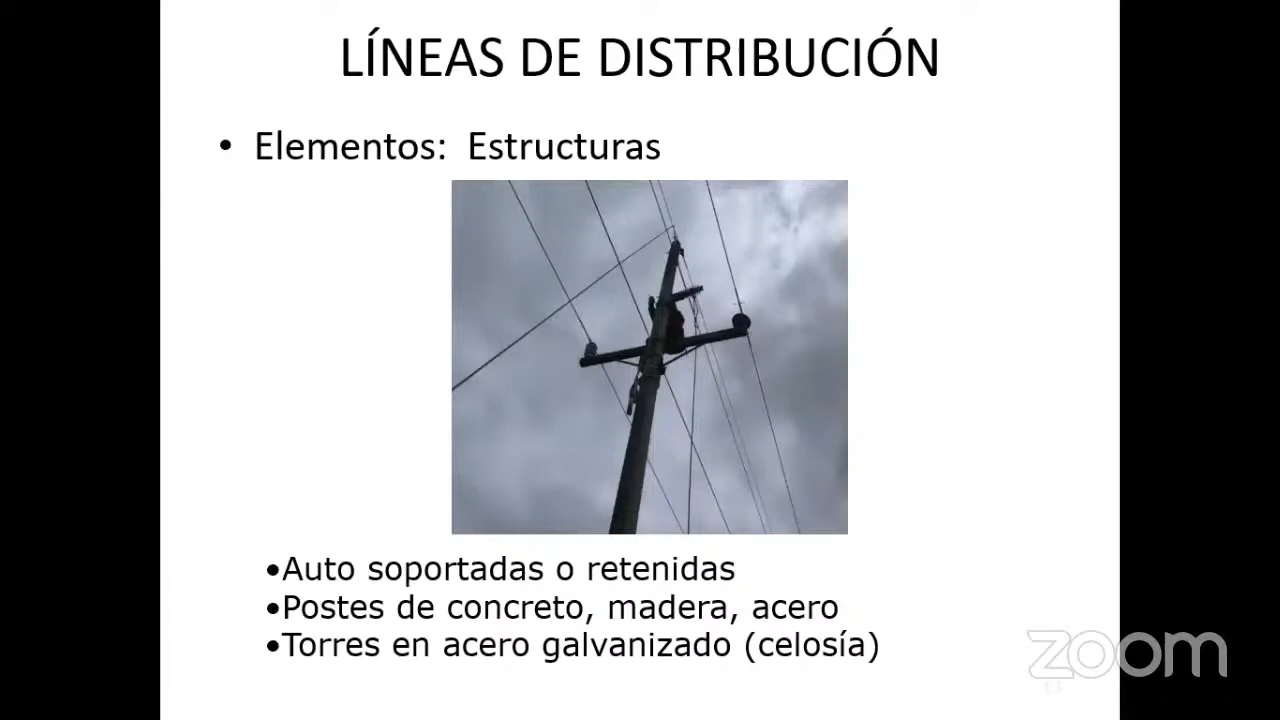 LÍNEAS DE DISTRIBUCIÓN
• Elementos: Estructuras
•Auto soportadas o retenidas
•Postes de concreto, madera, acero
•Torres en acero galvanizado (celosía)
zoom